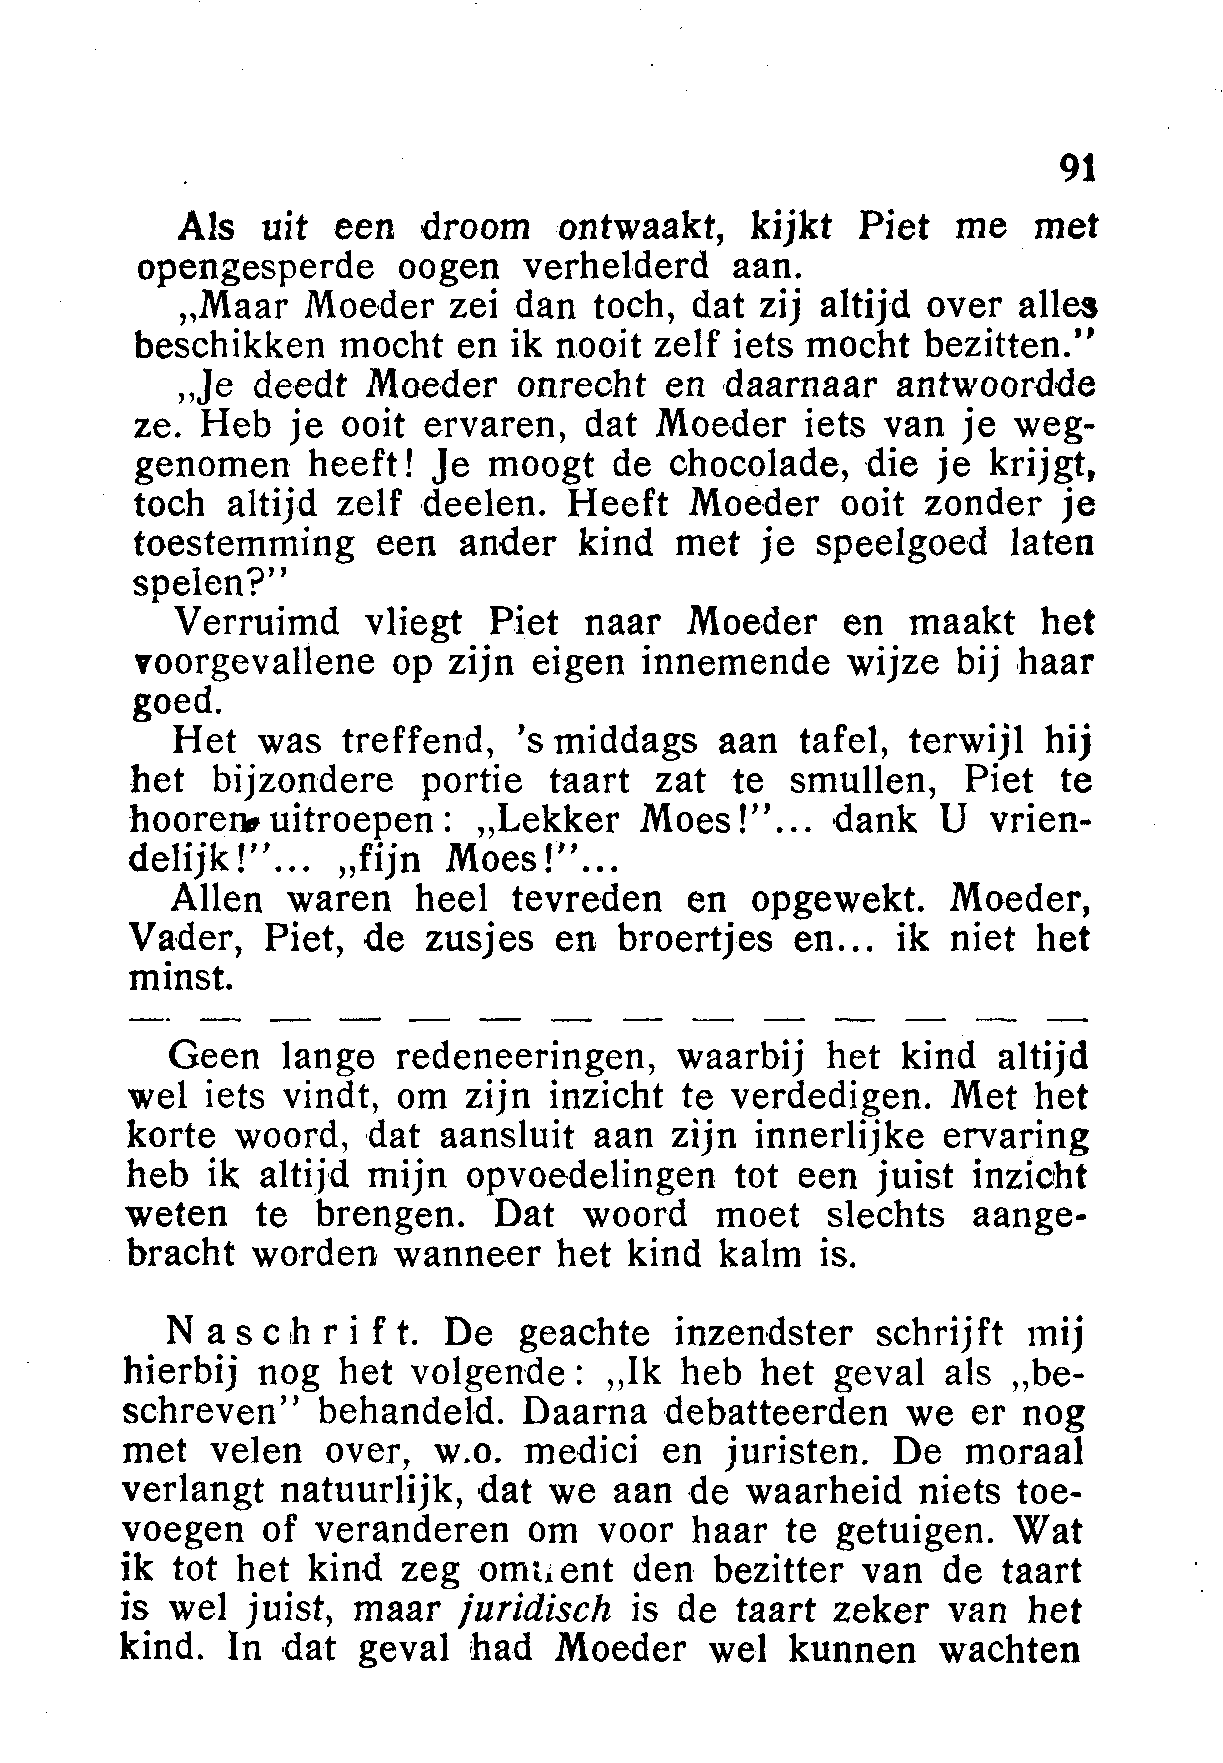 91
Als uit een droom ontwaakt, kijkt Piet me met
opengesperde oogen verhelderd aan.
„Maar Moeder zei dan toch, dat zij altijd over alles
beschikken mocht en ik nooit zelf iets mocht bezitten.”
„Je deedt Moeder onrecht en daarnaar antwoordde
ze. Heb je ooit ervaren, dat Moeder iets van je weg-
genomen heeft! Je moogt de chocolade, die je krijgt,
toch altijd zelf deelen. Heeft Moeder ooit zonder je
toestemming een ander kind met je speelgoed laten
spelen?”
Verruimd vliegt Piet naar Moeder en maakt het
voorgevallene op zijn eigen innemende wijze bij haar
goed.
Het was treffend, 's middags aan tafel, terwijl hij
het bijzondere portie taart zat te smullen, Piet te
hooren uitroepen: „Lekker Moes!”... dank U vrien-
delijk!”... „fijn Moes!”...
Allen waren heel tevreden en opgewekt. Moeder,
Vader, Piet, de zusjes en broertjes en... ik niet het
minst.
— — — — — — — — — — — — — —
Geen lange redeneeringen, waarbij het kind altijd
wel iets vindt, om zijn inzicht te verdedigen. Met het
korte woord, dat aansluit aan zijn innerlijke ervaring
heb ik altijd mijn opvoedelingen tot een juist inzicht
weten te brengen. Dat woord moet slechts aange-
bracht worden wanneer het kind kalm is.
Naschrift. De geachte inzendster schrijft mij
hierbij nog het volgende: „Ik heb het geval als „be-
schreven” behandeld. Daarna debatteerden we er nog
met velen over, w.o. medici en juristen. De moraal
verlangt natuurlijk, dat we aan de waarheid niets toe-
voegen of veranderen om voor haar te getuigen. Wat
ik tot het kind zeg omtrent den bezitter van de taart
is wel juist, maar juridisch is de taart zeker van het
kind. In dat geval had Moeder wel kunnen wachten